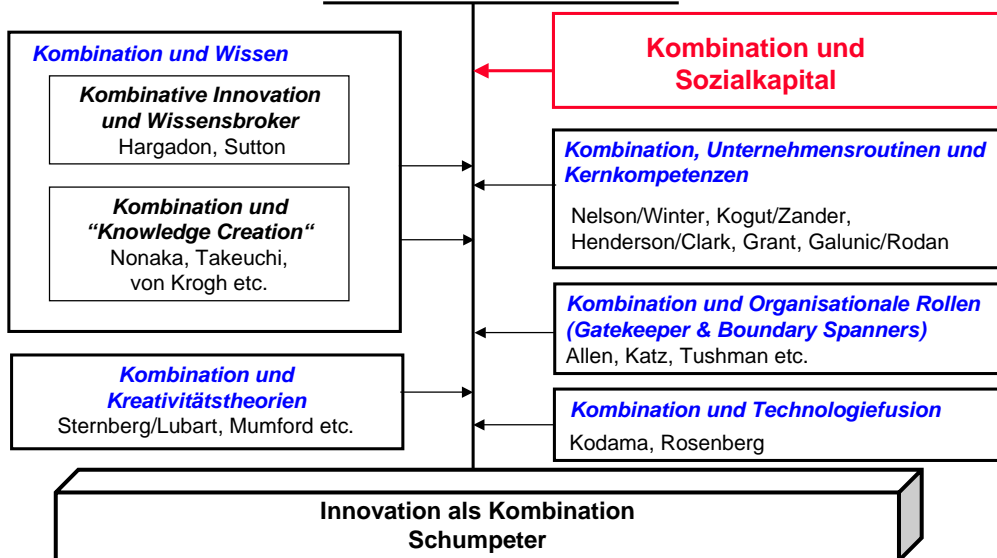 Kombination und Wissen
Kombinative Innovation
und Wissensbroker
Hargadon, Sutton
Kombination und
“Knowledge Creation“
Nonaka, Takeuchi,
von Krogh etc.
Kombination und
Kreativitätstheorien
Sternberg/Lubart, Mumford etc.
Kombination und
Sozialkapital
Kombination, Unternehmensroutinen und
Kernkompetenzen
Nelson/Winter, Kogut/Zander,
Henderson/Clark, Grant, Galunic/Rodan
Kombination und Organisationale Rollen
(Gatekeeper & Boundary Spanners)
Allen, Katz, Tushman etc.
Kombination und Technologiefusion
Kodama, Rosenberg
Innovation als Kombination
Schumpeter